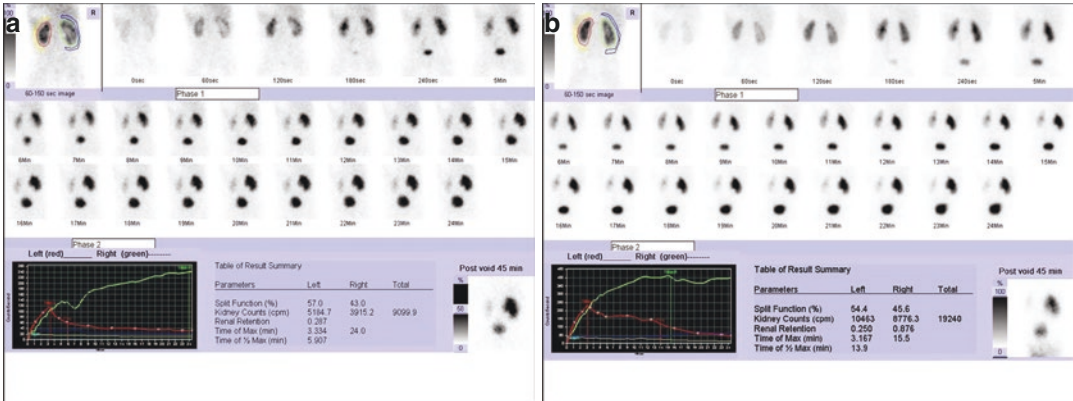 a
R
%
100
0
60-150 sec image
0sec 60sec 120sec 180sec 240sec 5Min
Phase 1
6Min 7Min 8Min 9Min 10Min 11Min 12Min 13Min 14Min 15Min
16Min 17Min 18Min 19Min 20Min 21Min 22Min 23Min 24Min
Phase 2
Left (red)______ Right (green)--------
Table of Result Summary
Parameters Left Right Total
Split Function (%) 57.0 43.0
Kidney Counts (cpm) 5184.7 3915.2 9099.9
Renal Retention 0.287
Time of Max (min) 3.334 24.0
Time of ½ Max (min) 5.907
Post void 45 min
%
50
0
b
R
%
0
60-150 sec image
0sec 60sec 120sec 180sec 240sec 5Min
Phase 1
6Min 7Min 8Min 9Min 10Min 11Min 12Min 13Min 14Min 15Min
16Min 17Min 18Min 19Min 20Min 21Min 22Min 23Min 24Min
Phase 2
Left (red)______ Right (green)--------
Table of Result Summary
Parameters Left Right Total
Split Function (%) 54.4 45.6
Kidney Counts (cpm) 10463 8776.3 19240
Renal Retention 0.250 0.876
Time of Max (min) 3.167 15.5
Time of ½ Max (min) 13.9
Post void 45 min
%
100
0